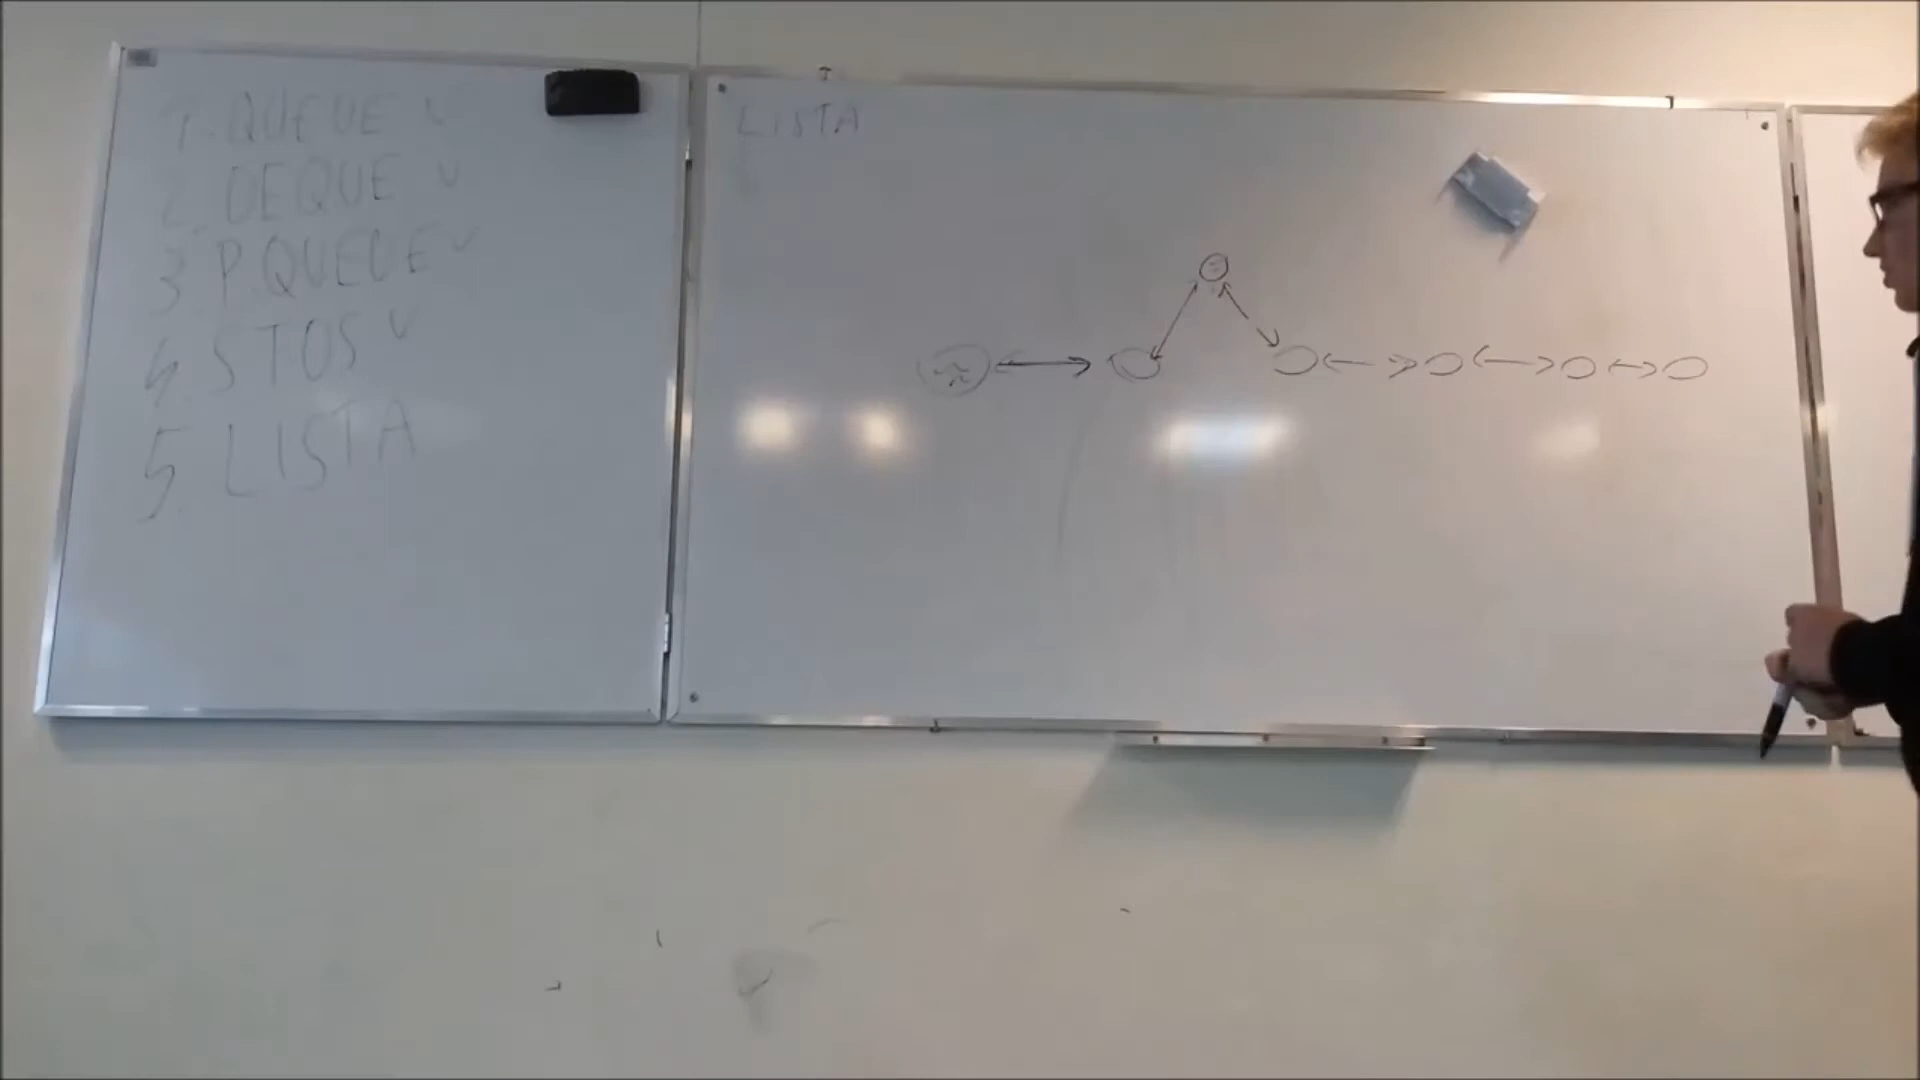 1. QUEUE v
2. DEQUE v
3. P.QUEUE v
4. STOS v
5. LISTA
LISTA